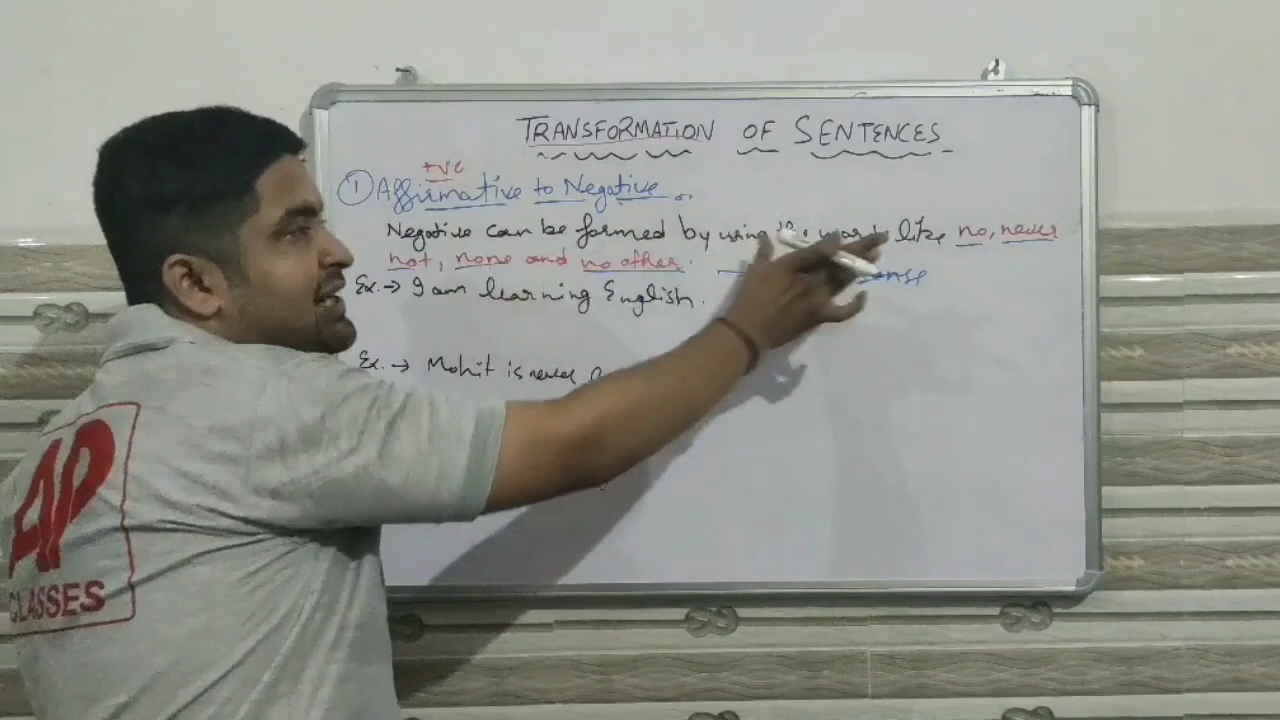 TRANSFORMATION OF SENTENCES
+ve
① Affirmative to Negative
Negative can be formed by using like no, never
not, none and no other.
Ex. → I am learning English.
Ex. → Mohit is never
AP
CLASSES